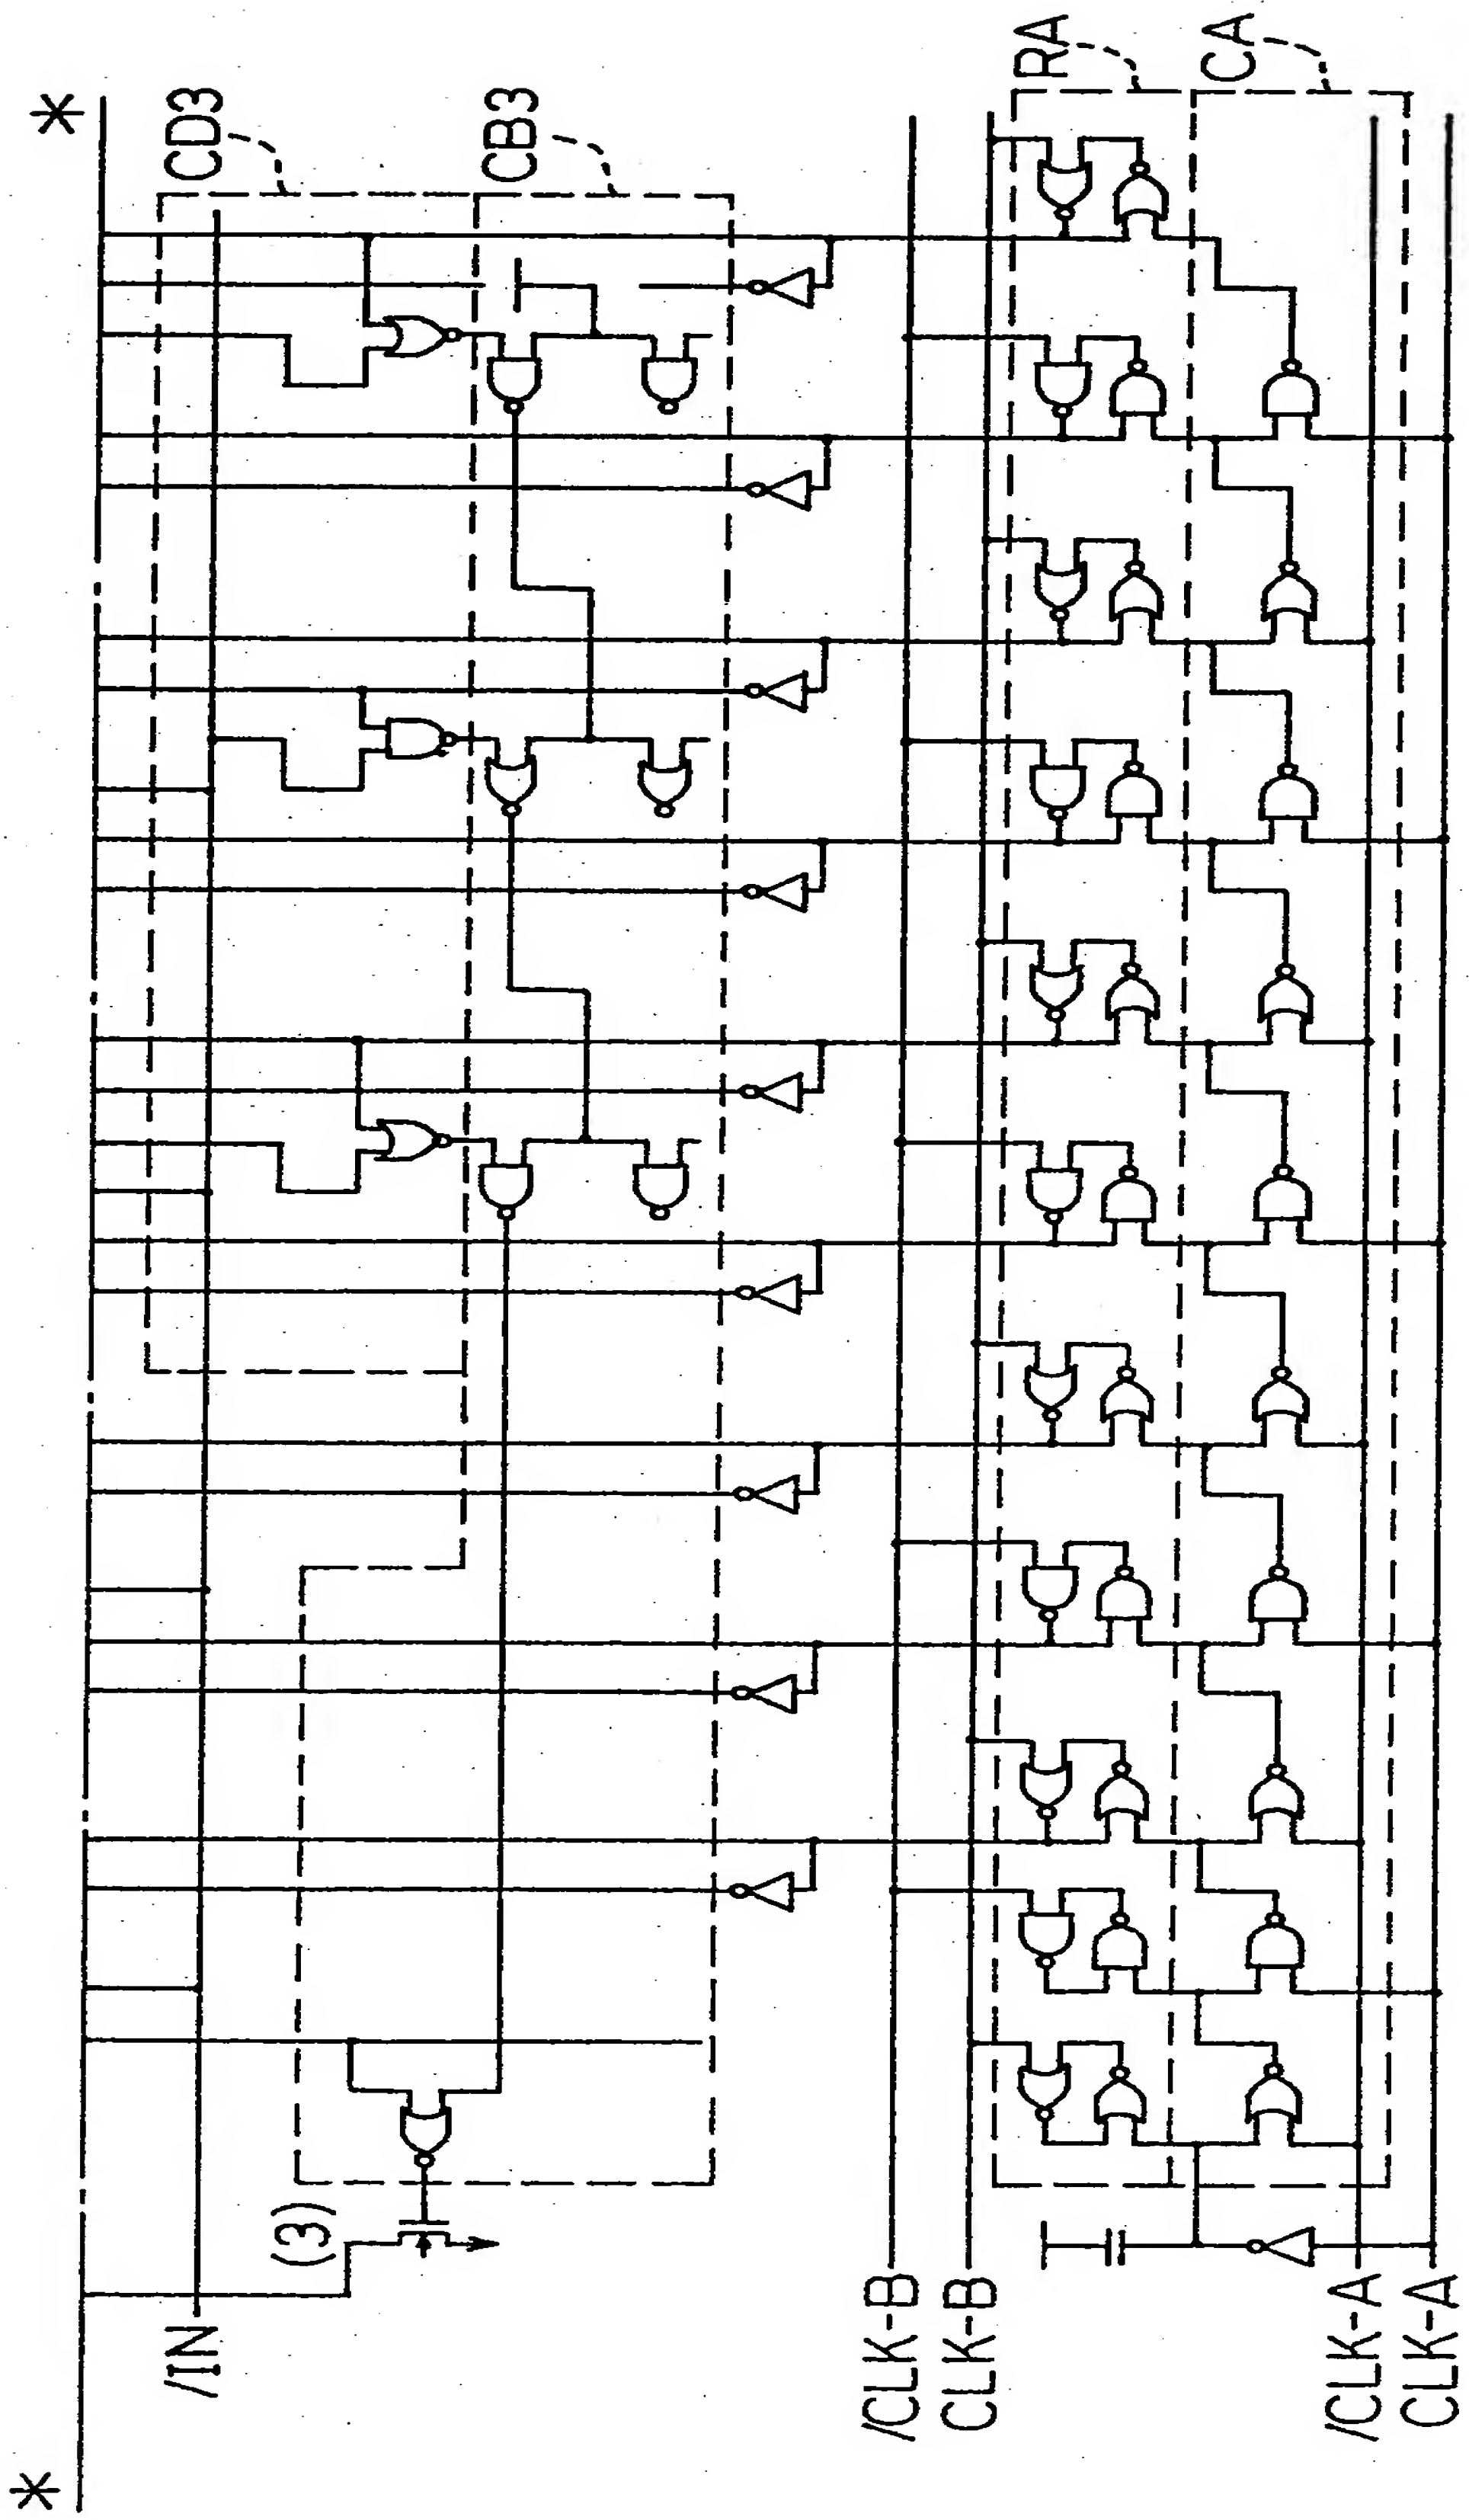 *
CD3
CB3
RA
CA
(3)
/IN
/CLK-B
CLK-B
/CLK-A
CLK-A
*